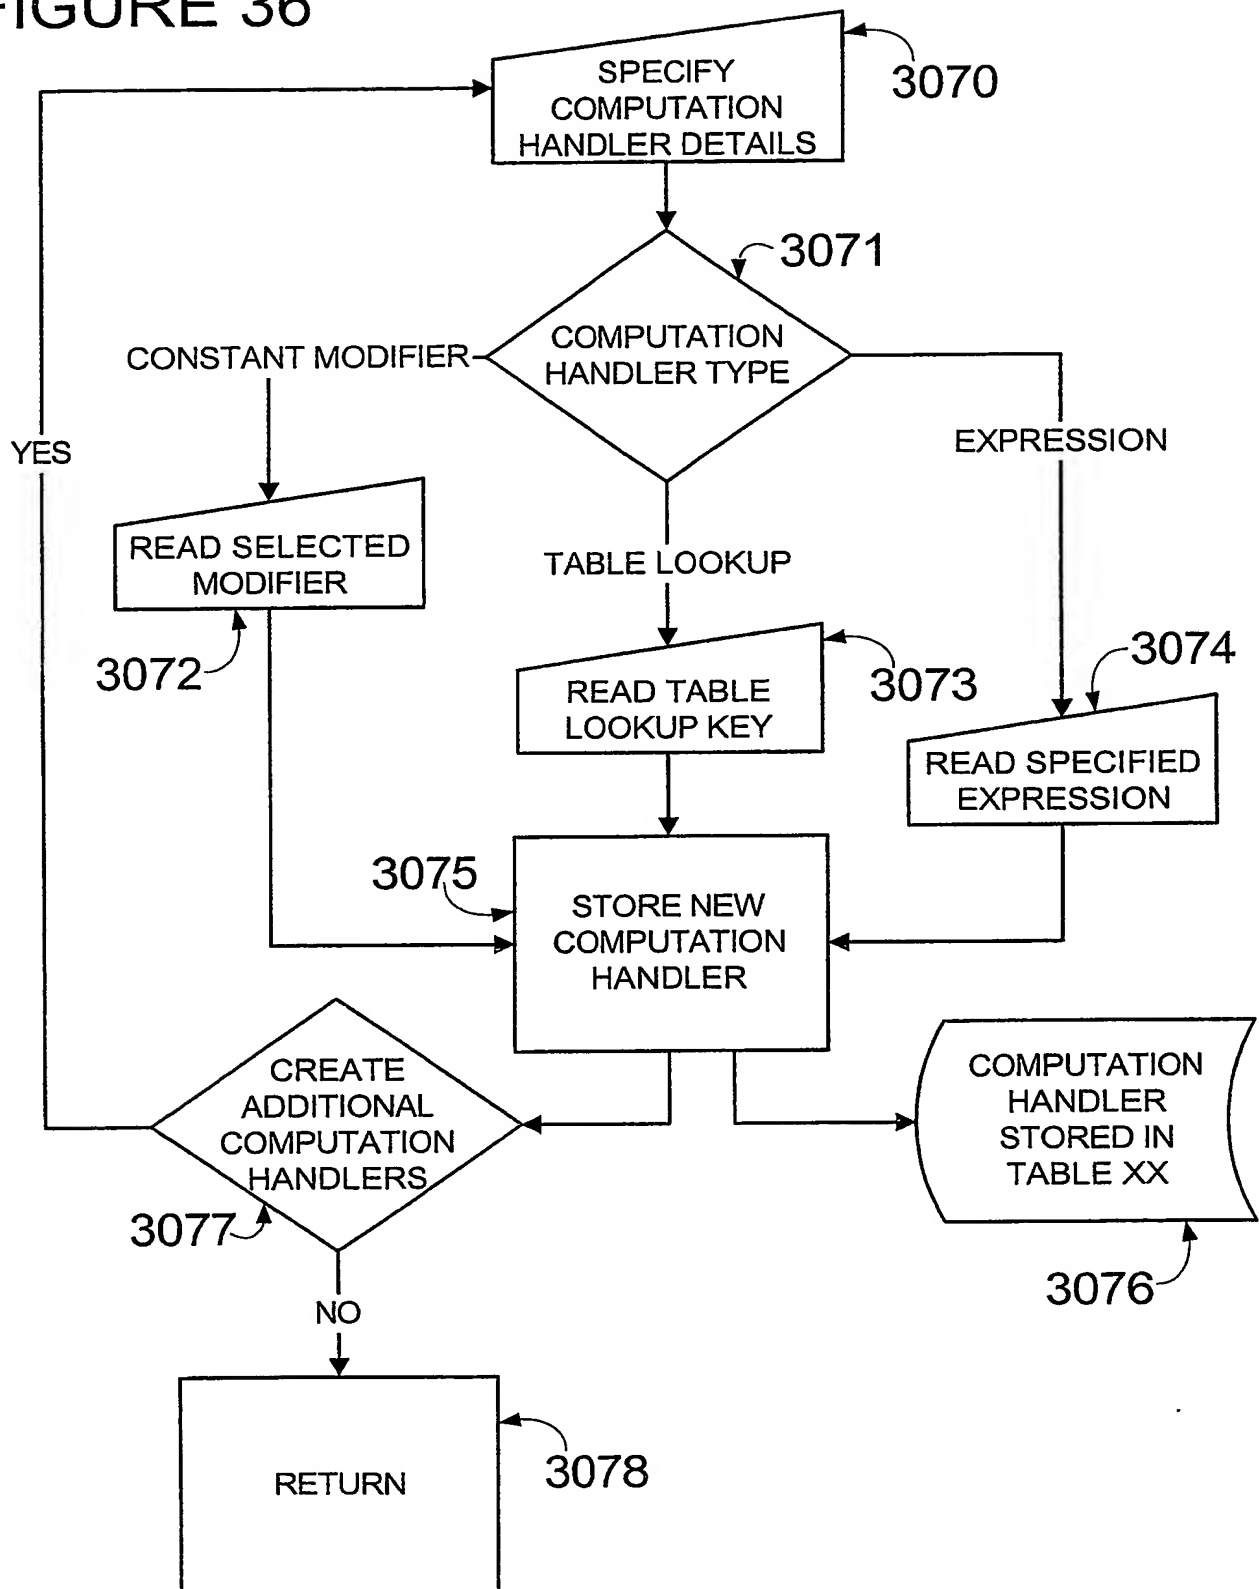 FIGURE 36
SPECIFY
COMPUTATION
HANDLER DETAILS
3070
3071
COMPUTATION
HANDLER TYPE
CONSTANT MODIFIER
YES
EXPRESSION
READ SELECTED
MODIFIER
TABLE LOOKUP
3072
READ TABLE
LOOKUP KEY
3073
3074
READ SPECIFIED
EXPRESSION
3075
STORE NEW
COMPUTATION
HANDLER
CREATE
ADDITIONAL
COMPUTATION
HANDLERS
COMPUTATION
HANDLER
STORED IN
TABLE XX
3077
3076
NO
RETURN
3078